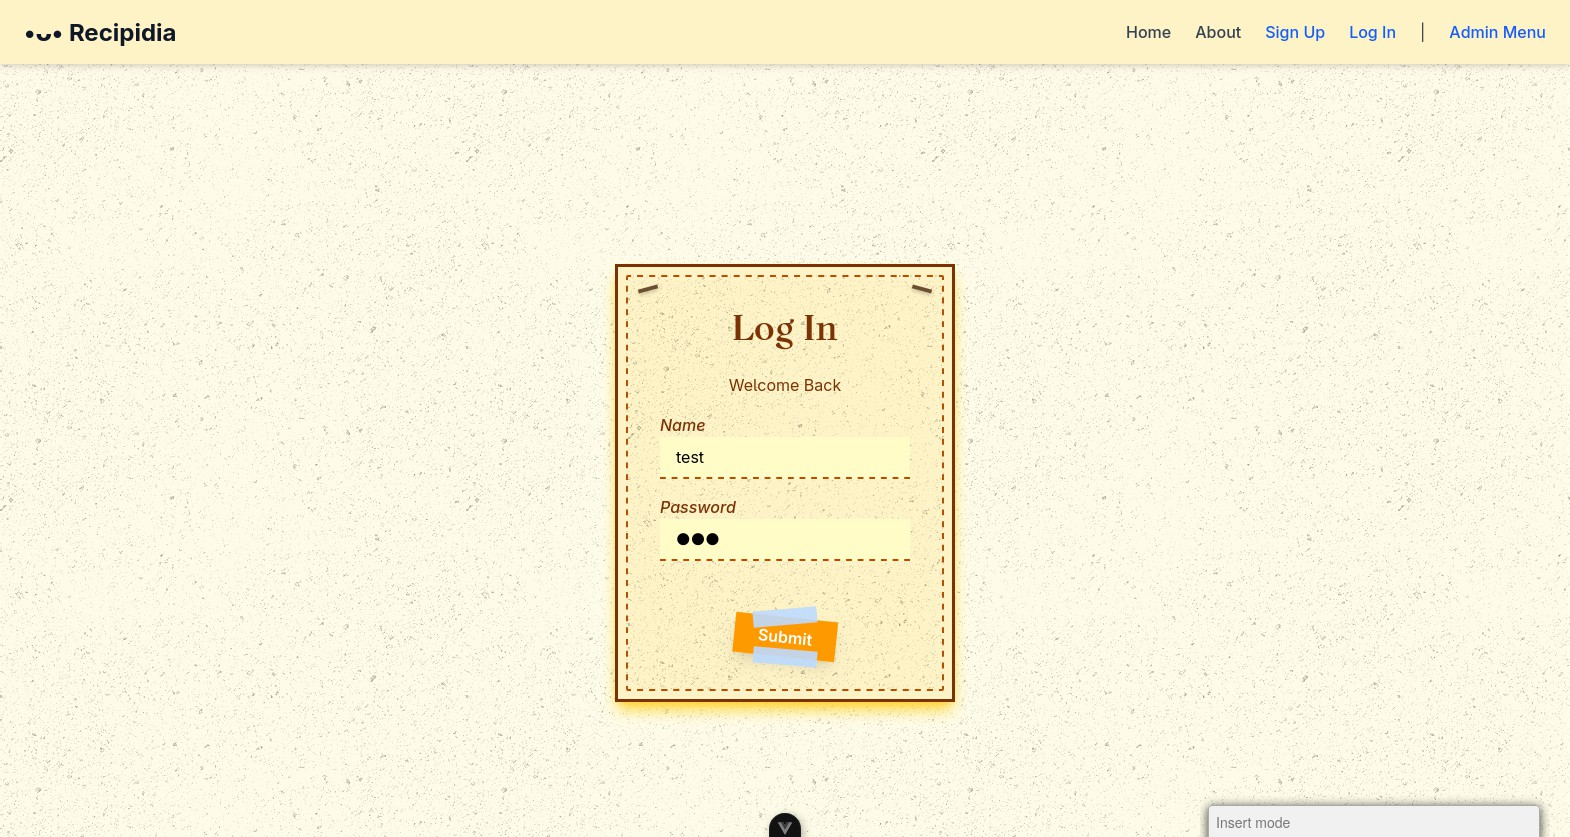 •ᴗ• Recipidia
Home About Sign Up Log In | Admin Menu
Log In
Welcome Back
Name
test
Password
●●●
Submit
Insert mode